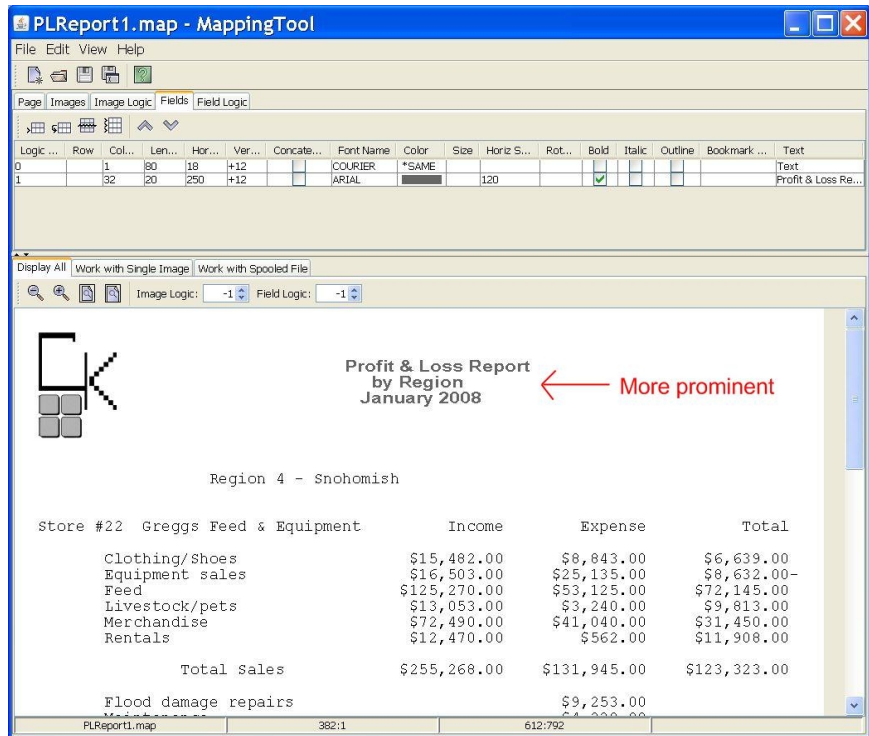 PLReport1.map - MappingTool
File Edit View Help
Page Images Image Logic Fields Field Logic
Logic ... Row Col... Len... Hor... Ver... Concate... Font Name Color Size Horiz S... Rot... Bold Italic Outline Bookmark ... Text
0 1 80 18 +12 COURIER *SAME Text
1 32 20 250 +12 ARIAL 120 Profit & Loss Re...
Display All Work with Single Image Work with Spooled File
Image Logic: -1 Field Logic: -1
Profit & Loss Report
by Region
January 2008
More prominent
Region 4 - Snohomish
Store #22 Greggs Feed & Equipment Income Expense Total
Clothing/Shoes $15,482.00 $8,843.00 $6,639.00
Equipment sales $16,503.00 $25,135.00 $8,632.00-
Feed $125,270.00 $53,125.00 $72,145.00
Livestock/pets $13,053.00 $3,240.00 $9,813.00
Merchandise $72,490.00 $41,040.00 $31,450.00
Rentals $12,470.00 $562.00 $11,908.00
Total Sales $255,268.00 $131,945.00 $123,323.00
Flood damage repairs $9,253.00
PLReport1.map 382:1 612:792